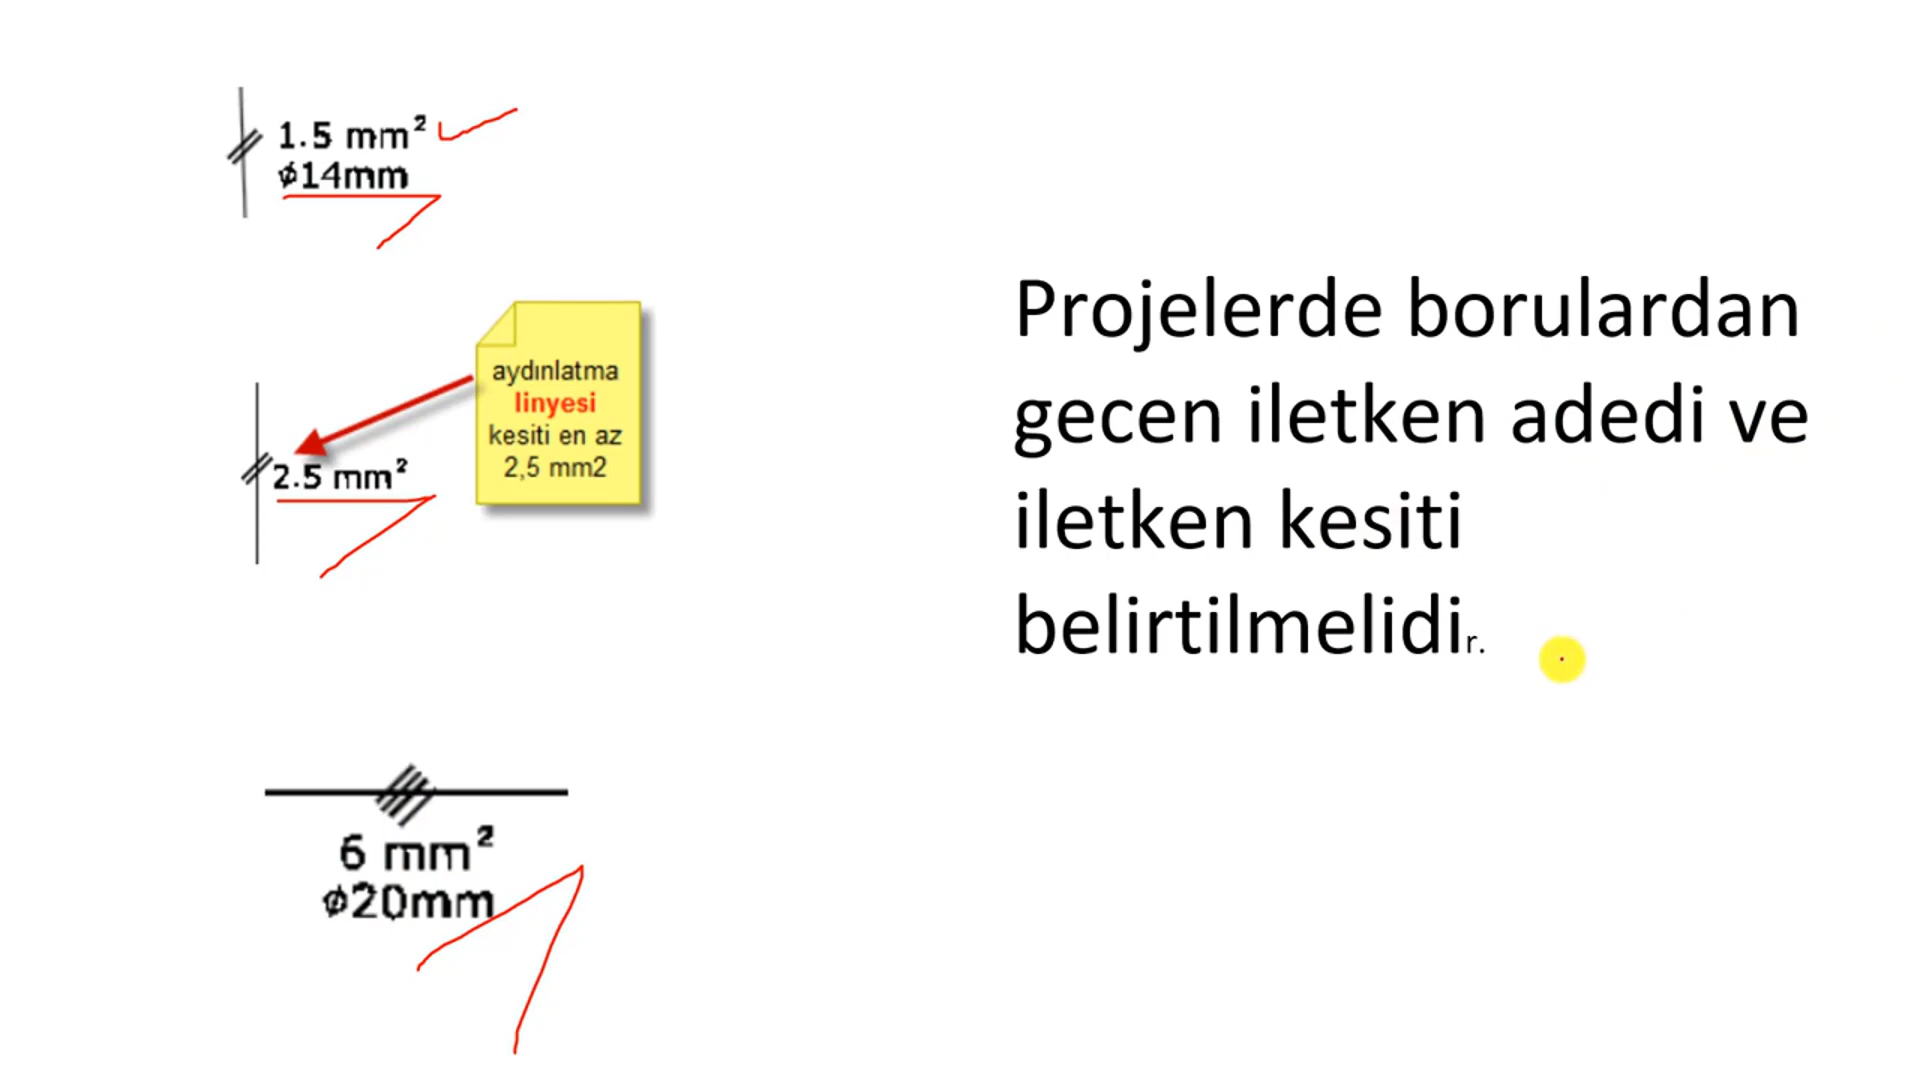 1.5 mm²
ø14mm
aydınlatma
linyesi
kesiti en az
2,5 mm2
2.5 mm²
6 mm²
ø20mm
Projelerde borulardan
gecen iletken adedi ve
iletken kesiti
belirtilmelidir.